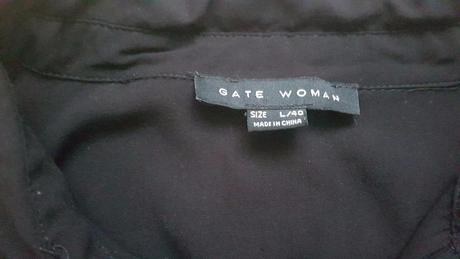 GATE WOMAN
SIZE L/40
MADE IN CHINA